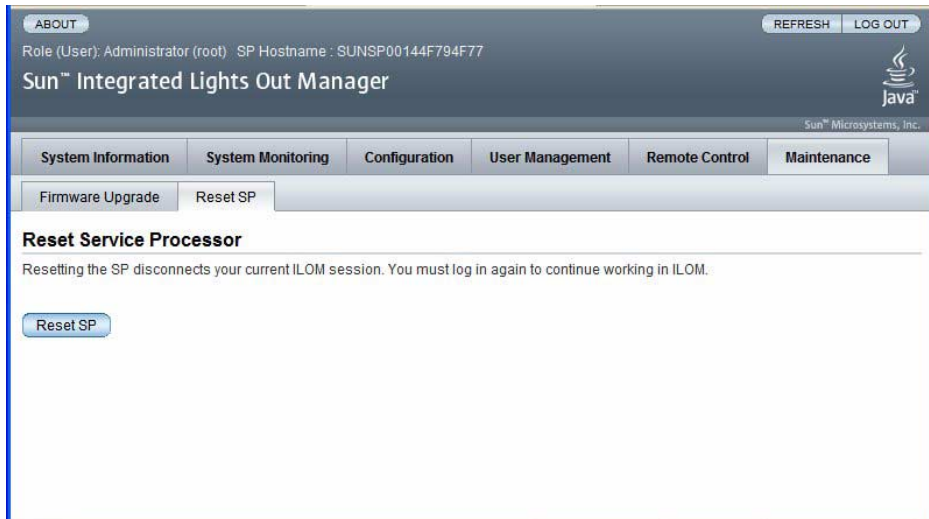 ABOUT
REFRESH LOG OUT
Role (User): Administrator (root) SP Hostname : SUNSP00144F794F77
Sun™ Integrated Lights Out Manager
Java™
Sun™ Microsystems, Inc.
System Information System Monitoring Configuration User Management Remote Control Maintenance
Firmware Upgrade Reset SP
Reset Service Processor
Resetting the SP disconnects your current ILOM session. You must log in again to continue working in ILOM.
Reset SP